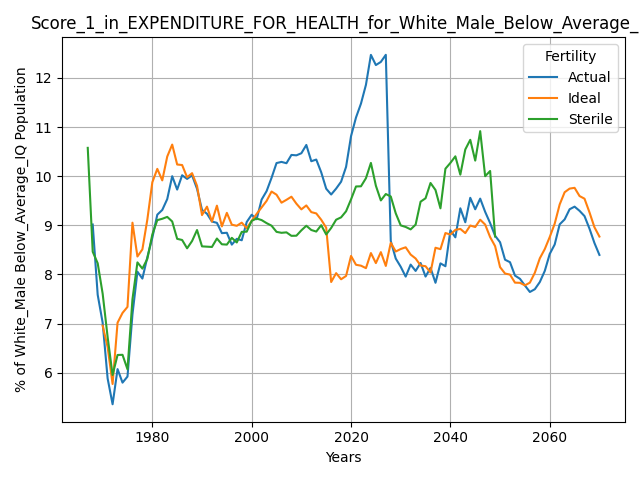 Score_1_in_EXPENDITURE_FOR_HEALTH_for_White_Male_Below_Average_
% of White_Male Below_Average_IQ Population
12
11
10
9
8
7
6
1980 2000 2020 2040 2060
Years
Fertility
Actual
Ideal
Sterile